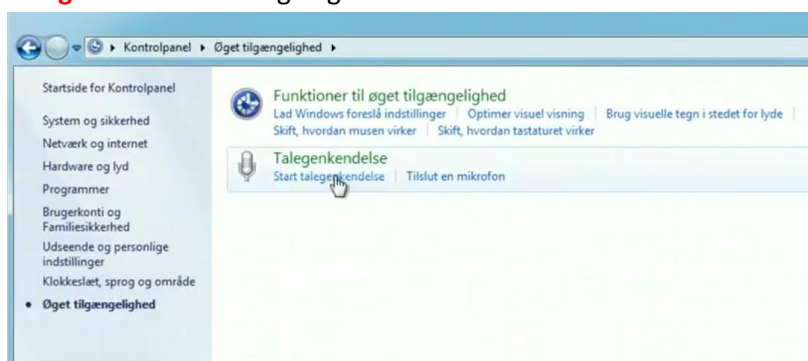 Kontrolpanel Øget tilgængelighed
Startside for Kontrolpanel
System og sikkerhed
Netværk og internet
Hardware og lyd
Programmer
Brugerkonti og
Familiesikkerhed
Udseende og personlige
indstillinger
Klokkeslæt, sprog og område
Øget tilgængelighed
Funktioner til øget tilgængelighed
Lad Windows foreslå indstillinger Optimer visuel visning Brug visuelle tegn i stedet for lyde
Skift, hvordan musen virker Skift, hvordan tastaturet virker
Talegenkendelse
Start talegenkendelse Tilslut en mikrofon